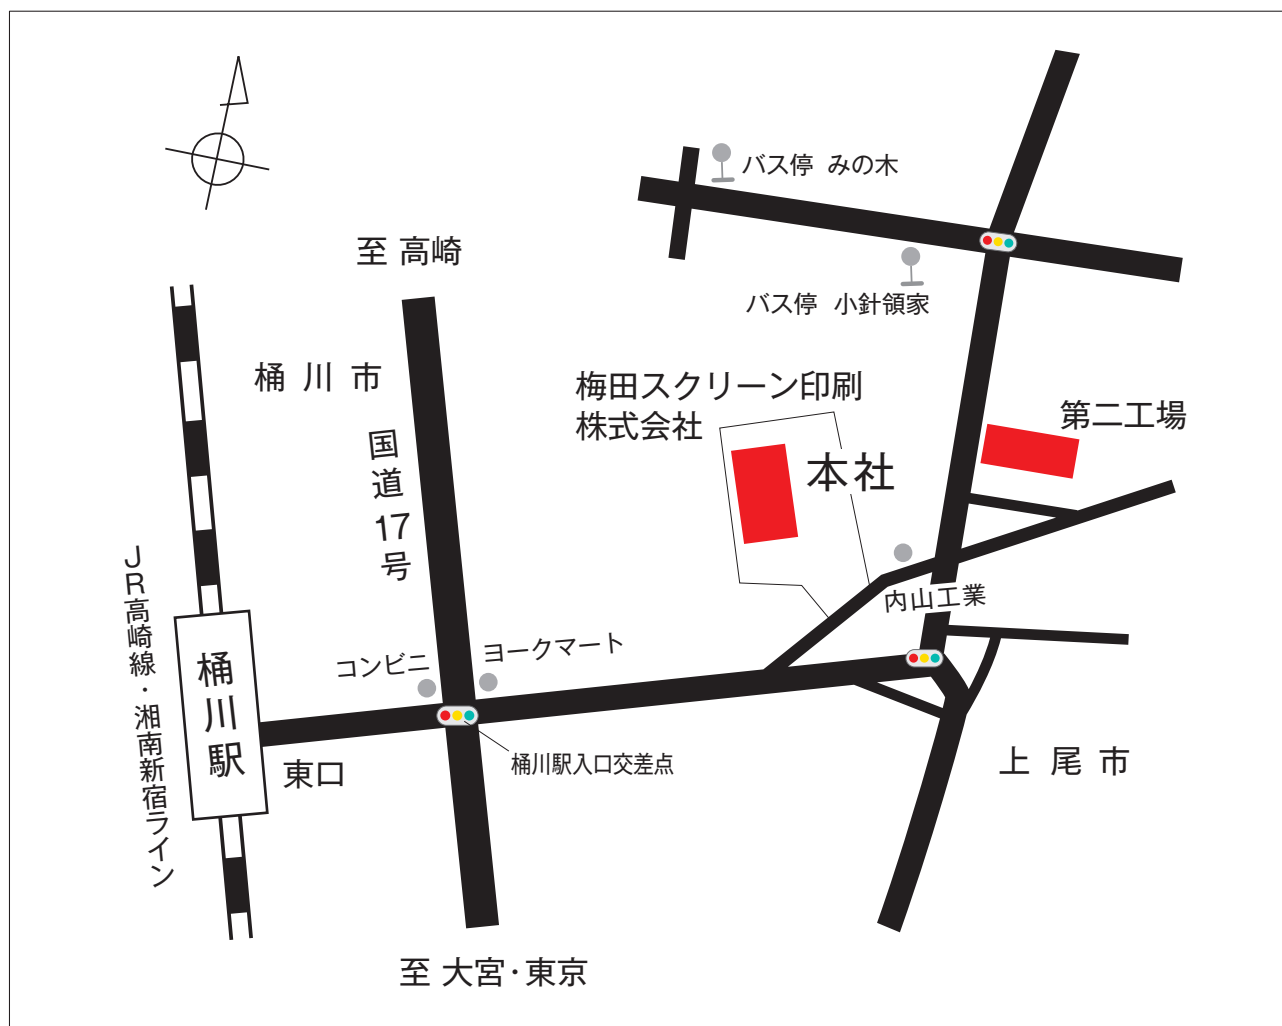 バス停 みの木
至 高崎
バス停 小針領家
桶川市
梅田スクリーン印刷
株式会社
第二工場
国道17号
本社
JR高崎線・湘南新宿ライン
内山工業
桶川駅
コンビニ
ヨークマート
東口
桶川駅入口交差点
上尾市
至 大宮・東京